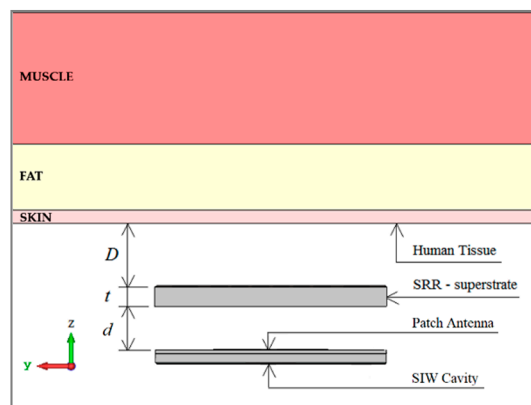 MUSCLE
FAT
SKIN
D
Human Tissue
t
SRR - superstrate
d
Patch Antenna
z
y
SIW Cavity